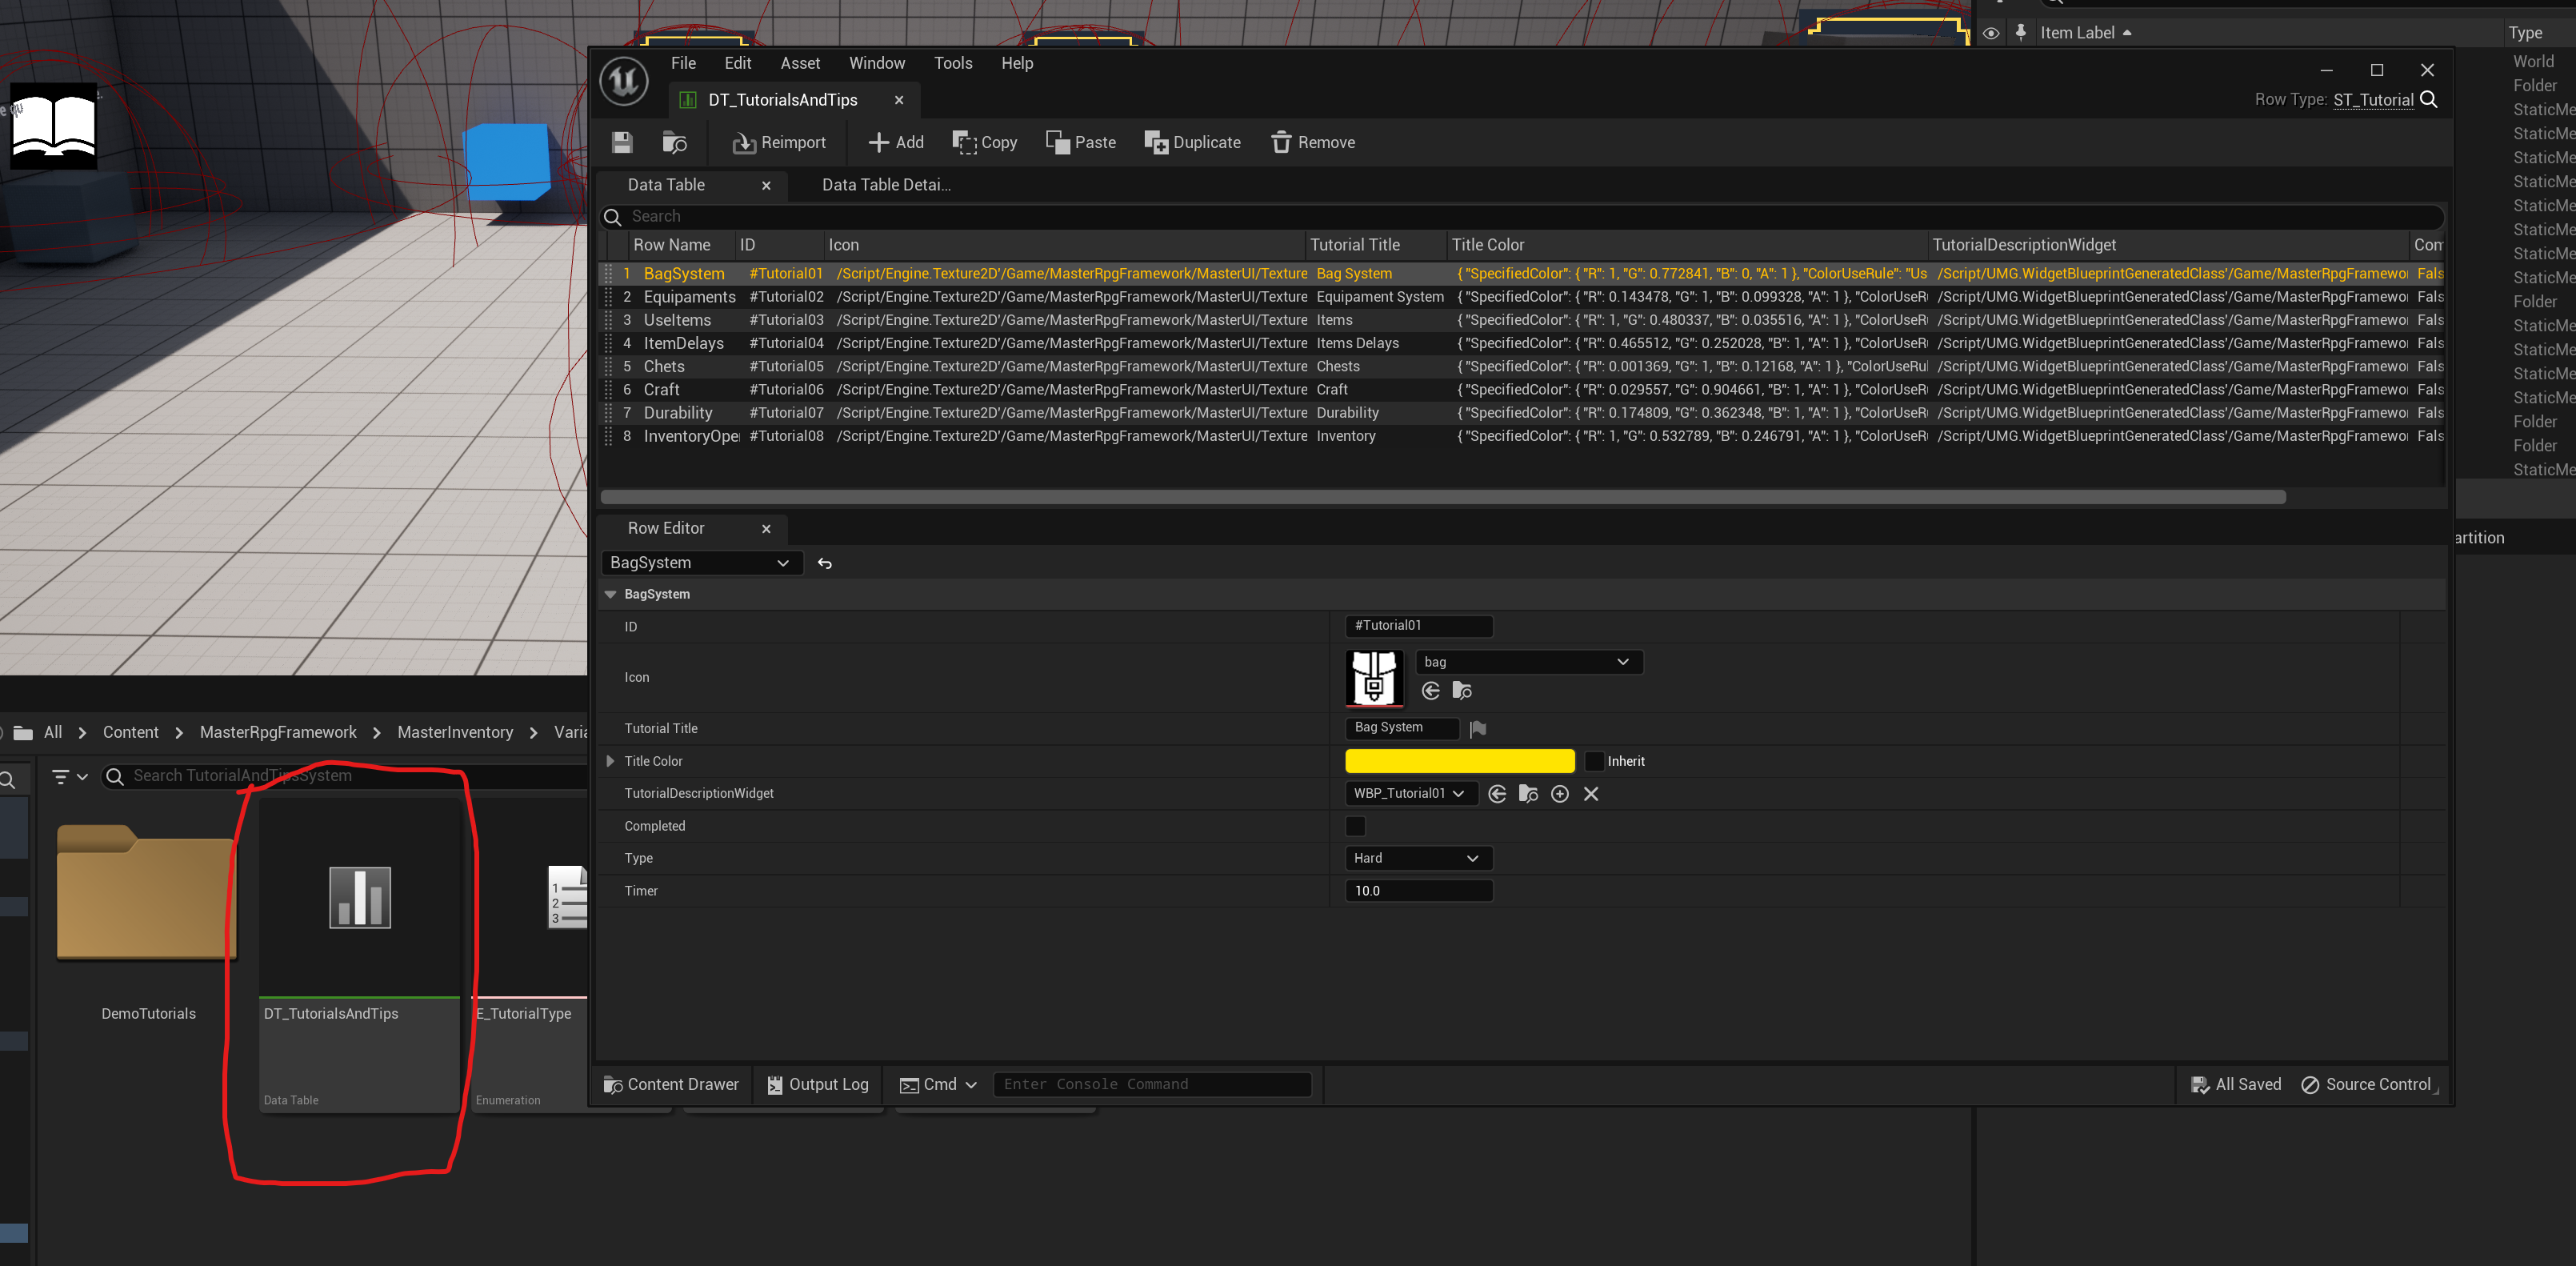 Item Label
Type
File Edit Asset Window Tools Help
World
Folder
DT_TutorialsAndTips
Row Type: ST_Tutorial
StaticMe
StaticMe
Reimport Add Copy Paste Duplicate Remove
StaticMe
StaticMe
Data Table
Data Table Detai...
StaticMe
Search
StaticMe
Row Name ID Icon Tutorial Title Title Color TutorialDescriptionWidget Com
StaticMe
1 BagSystem #Tutorial01 /Script/Engine.Texture2D'/Game/MasterRpgFramework/MasterUI/Texture Bag System { "SpecifiedColor": { "R": 1, "G": 0.772841, "B": 0, "A": 1 }, "ColorUseRule": "Us /Script/UMG.WidgetBlueprintGeneratedClass'/Game/MasterRpgFramewo Fals
StaticMe
2 Equipaments #Tutorial02 /Script/Engine.Texture2D'/Game/MasterRpgFramework/MasterUI/Texture Equipament System { "SpecifiedColor": { "R": 0.143478, "G": 1, "B": 0.099328, "A": 1 }, "ColorUseR /Script/UMG.WidgetBlueprintGeneratedClass'/Game/MasterRpgFramewo Fals
Folder
3 UseItems #Tutorial03 /Script/Engine.Texture2D'/Game/MasterRpgFramework/MasterUI/Texture Items { "SpecifiedColor": { "R": 1, "G": 0.480337, "B": 0.035516, "A": 1 }, "ColorUseR /Script/UMG.WidgetBlueprintGeneratedClass'/Game/MasterRpgFramewo Fals
StaticMe
4 ItemDelays #Tutorial04 /Script/Engine.Texture2D'/Game/MasterRpgFramework/MasterUI/Texture Items Delays { "SpecifiedColor": { "R": 0.465512, "G": 0.252028, "B": 1, "A": 1 }, "ColorUseR /Script/UMG.WidgetBlueprintGeneratedClass'/Game/MasterRpgFramewo Fals
StaticMe
5 Chets #Tutorial05 /Script/Engine.Texture2D'/Game/MasterRpgFramework/MasterUI/Texture Chests { "SpecifiedColor": { "R": 0.001369, "G": 1, "B": 0.12168, "A": 1 }, "ColorUseRul /Script/UMG.WidgetBlueprintGeneratedClass'/Game/MasterRpgFramewo Fals
StaticMe
6 Craft #Tutorial06 /Script/Engine.Texture2D'/Game/MasterRpgFramework/MasterUI/Texture Craft { "SpecifiedColor": { "R": 0.029557, "G": 0.904661, "B": 1, "A": 1 }, "ColorUseR /Script/UMG.WidgetBlueprintGeneratedClass'/Game/MasterRpgFramewo Fals
StaticMe
7 Durability #Tutorial07 /Script/Engine.Texture2D'/Game/MasterRpgFramework/MasterUI/Texture Durability { "SpecifiedColor": { "R": 0.174809, "G": 0.362348, "B": 1, "A": 1 }, "ColorUseR /Script/UMG.WidgetBlueprintGeneratedClass'/Game/MasterRpgFramewo Fals
Folder
8 InventoryOpe #Tutorial08 /Script/Engine.Texture2D'/Game/MasterRpgFramework/MasterUI/Texture Inventory { "SpecifiedColor": { "R": 1, "G": 0.532789, "B": 0.246791, "A": 1 }, "ColorUseR /Script/UMG.WidgetBlueprintGeneratedClass'/Game/MasterRpgFramewo Fals
Folder
StaticMe
Row Editor
artition
BagSystem
BagSystem
ID #Tutorial01
Icon bag
Tutorial Title Bag System
Title Color Inherit
TutorialDescriptionWidget WBP_Tutorial01
Completed
Type Hard
Timer 10.0
All Content MasterRpgFramework MasterInventory Varia
Search TutorialAndTipsSystem
1
2
3
DemoTutorials
DT_TutorialsAndTips
E_TutorialType
Data Table
Enumeration
Content Drawer Output Log Cmd Enter Console Command All Saved Source Control